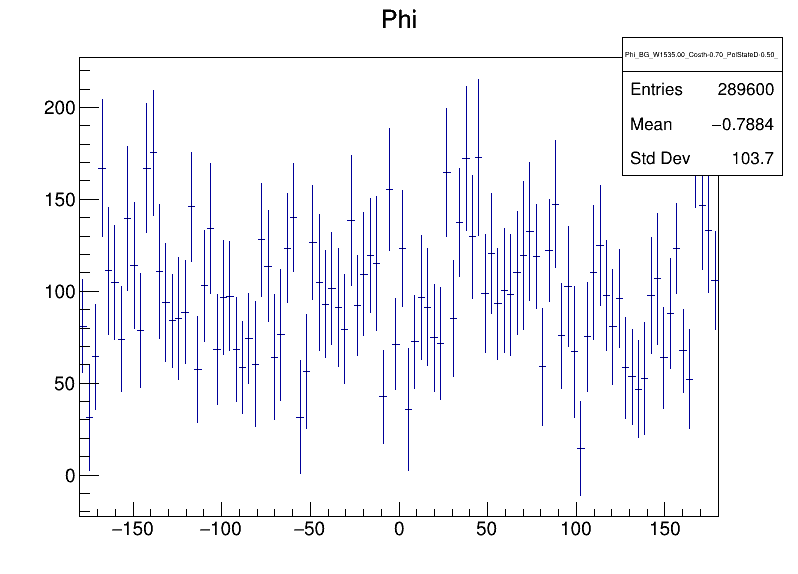 Phi
Phi_BG_W1535.00_Costh-0.70_PolStateD-0.50_
Entries 289600
Mean −0.7884
Std Dev 103.7
200
150
100
50
0
−150 −100 −50 0 50 100 150